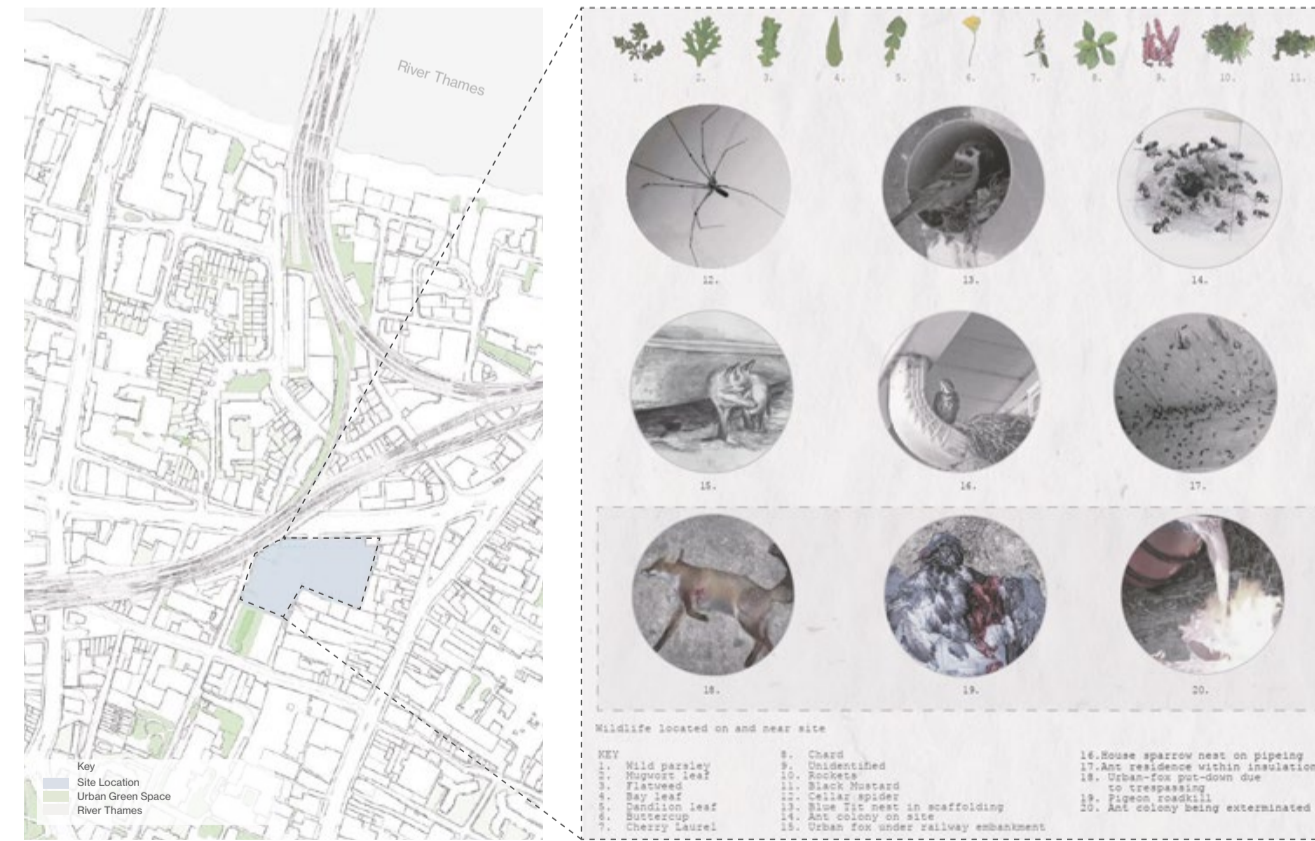 River Thames
Key
Site Location
Urban Green Space
River Thames
1.
2.
3.
4.
5.
6.
7.
8.
9.
10.
11.
12.
13.
14.
15.
16.
17.
18.
19.
20.
Wildlife located on and near site
KEY
1. Wild parsley
2. Mugwort leaf
3. Flatweed
4. Bay leaf
5. Dandlion leaf
6. Buttercup
7. Cherry Laurel
8. Chard
9. Unidentified
10. Rockets
11. Black Mustard
12. Cellar spider
13. Blue Tit nest in scaffolding
14. Ant colony on site
15. Urban fox under railway embankment
16.House sparrow nest on pipeing
17.Ant residence within insulation
18. Urban-fox put-down due
to trespassing
19. Pigeon roadkill
20. Ant colony being exterminated